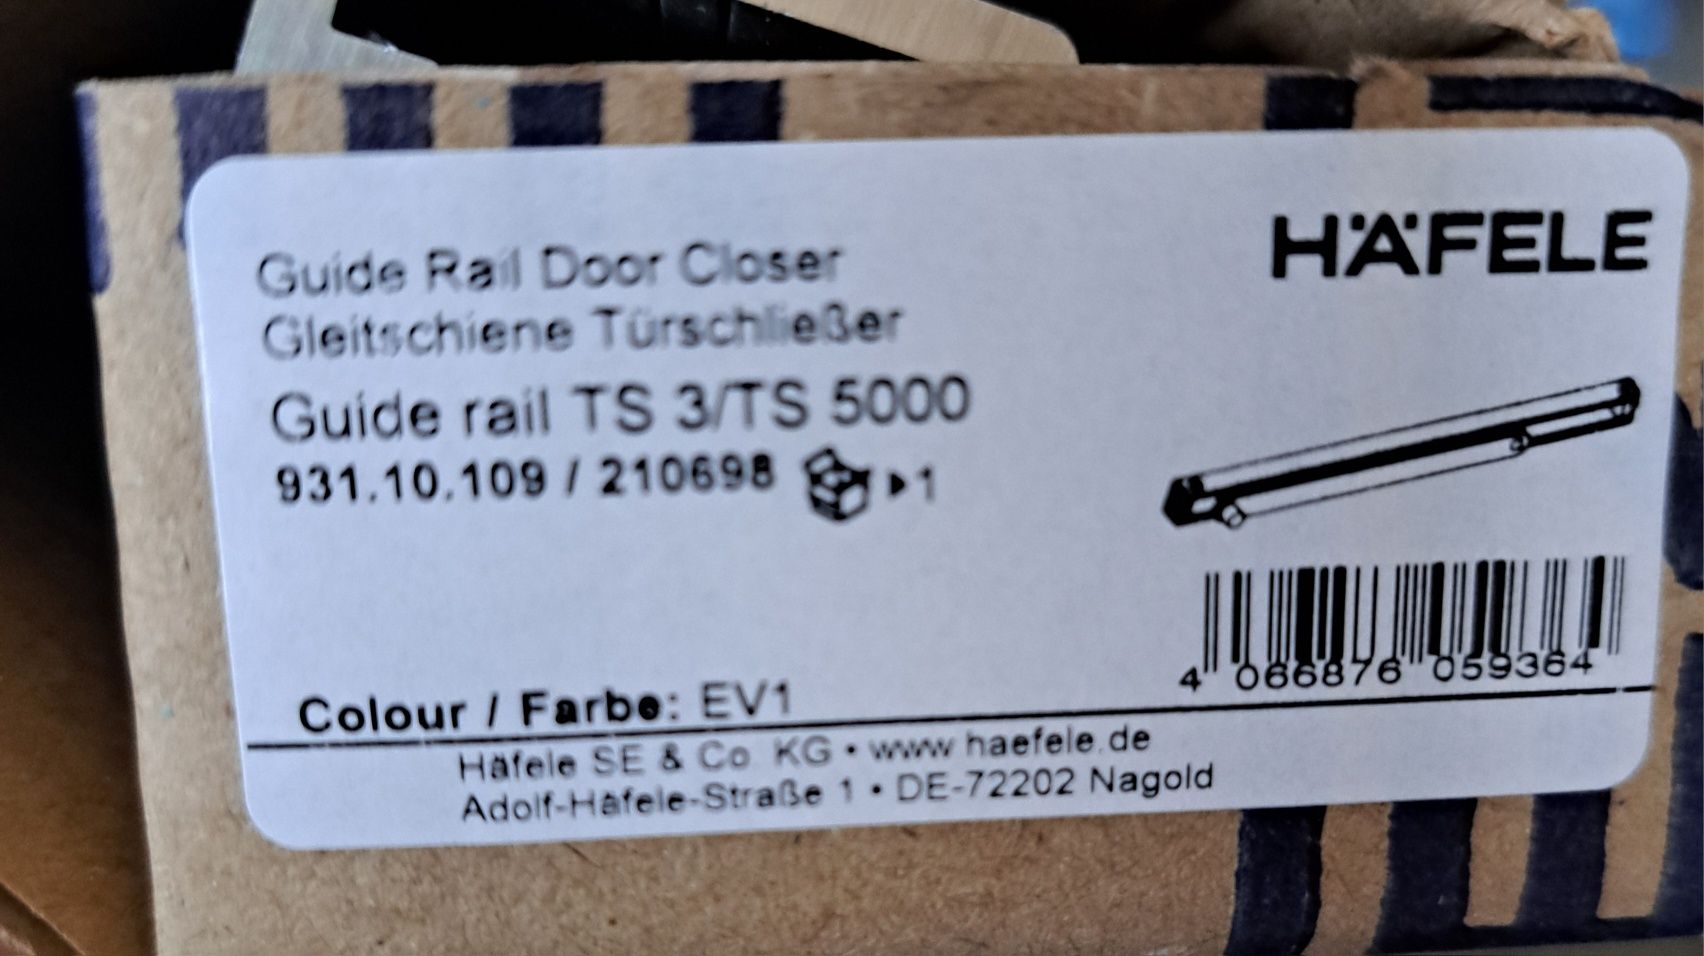 HÄFELE
Guide Rail Door Closer
Gleitschiene Türschließer
Guide rail TS 3/TS 5000
931.10.109 / 210698 1
4 066876 059364
Colour / Farbe: EV1
Häfele SE & Co KG • www haefele.de
Adolf-Häfele-Straße 1 • DE-72202 Nagold